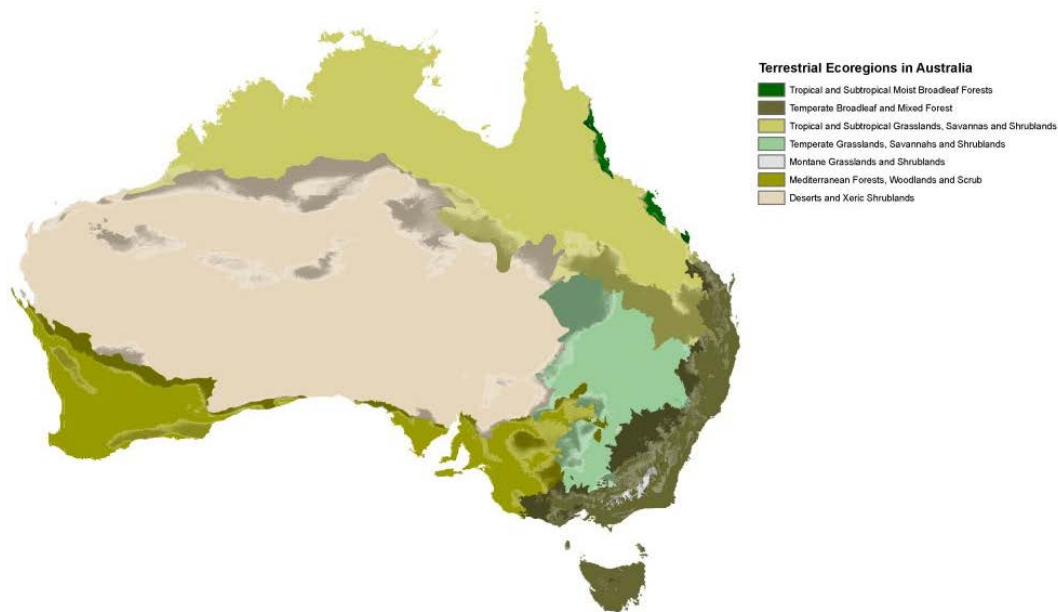 Terrestrial Ecoregions in Australia
Tropical and Subtropical Moist Broadleaf Forests
Temperate Broadleaf and Mixed Forest
Tropical and Subtropical Grasslands, Savannas and Shrublands
Temperate Grasslands, Savannahs and Shrublands
Montane Grasslands and Shrublands
Mediterranean Forests, Woodlands and Scrub
Deserts and Xeric Shrublands